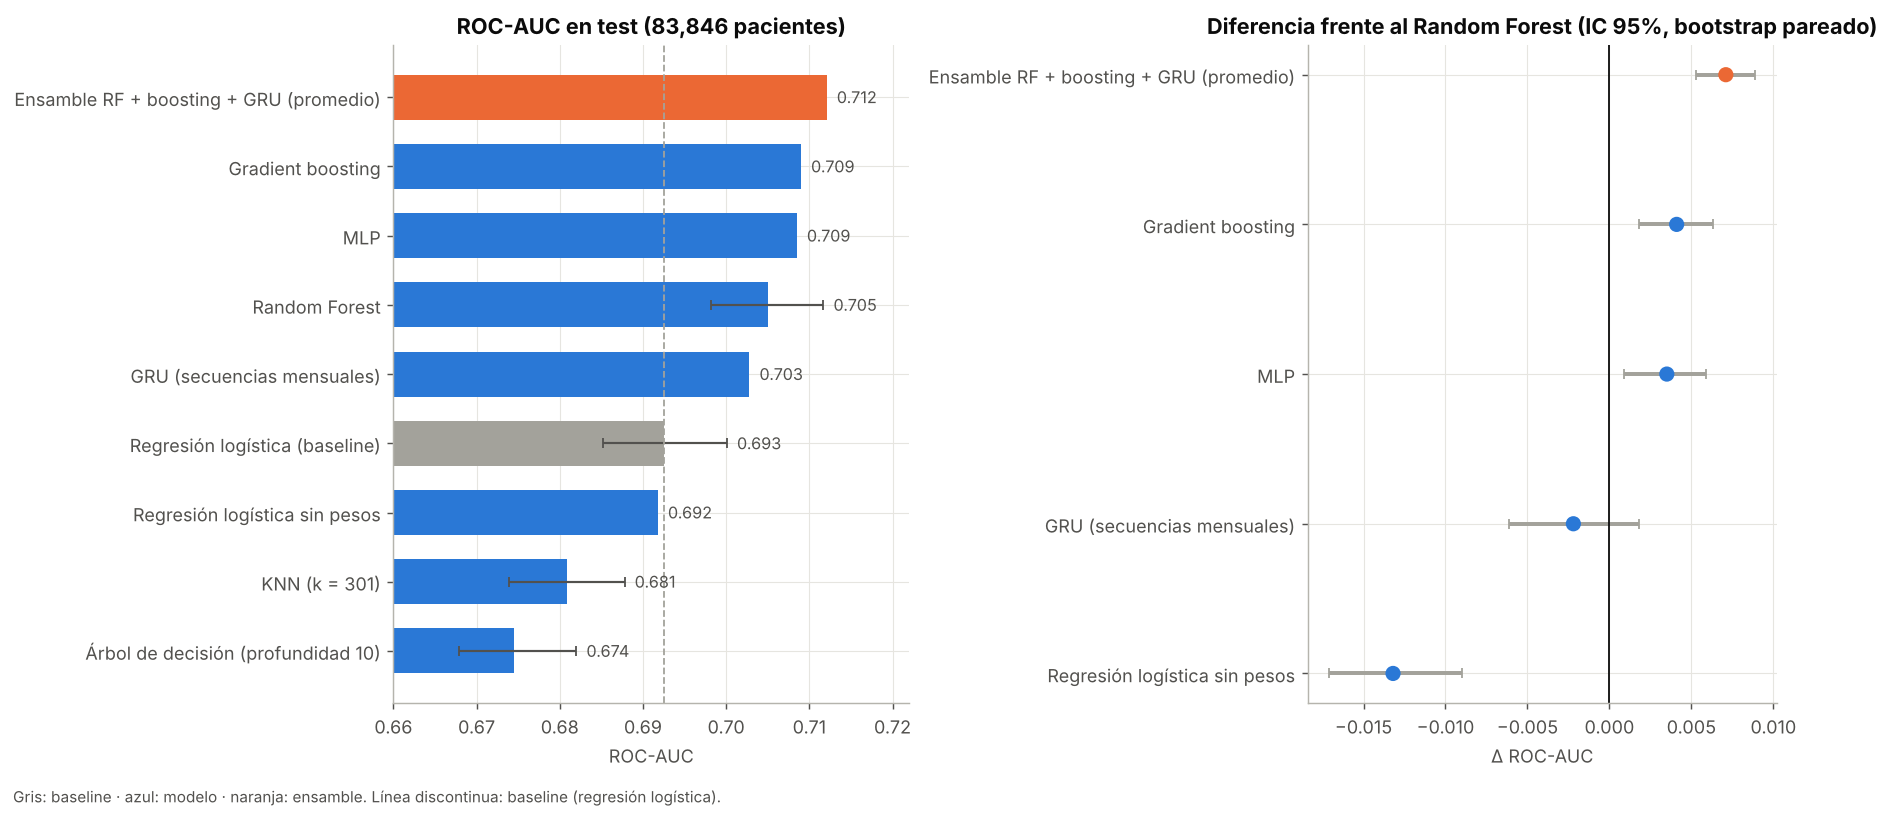 ROC-AUC en test (83,846 pacientes)
Ensamble RF + boosting + GRU (promedio)
0.712
Gradient boosting
0.709
MLP
0.709
Random Forest
0.705
GRU (secuencias mensuales)
0.703
Regresión logística (baseline)
0.693
Regresión logística sin pesos
0.692
KNN (k = 301)
0.681
Árbol de decisión (profundidad 10)
0.674
0.66 0.67 0.68 0.69 0.70 0.71 0.72
ROC-AUC
Diferencia frente al Random Forest (IC 95%, bootstrap pareado)
Ensamble RF + boosting + GRU (promedio)
Gradient boosting
MLP
GRU (secuencias mensuales)
Regresión logística sin pesos
−0.015 −0.010 −0.005 0.000 0.005 0.010
Δ ROC-AUC
Gris: baseline · azul: modelo · naranja: ensamble. Línea discontinua: baseline (regresión logística).